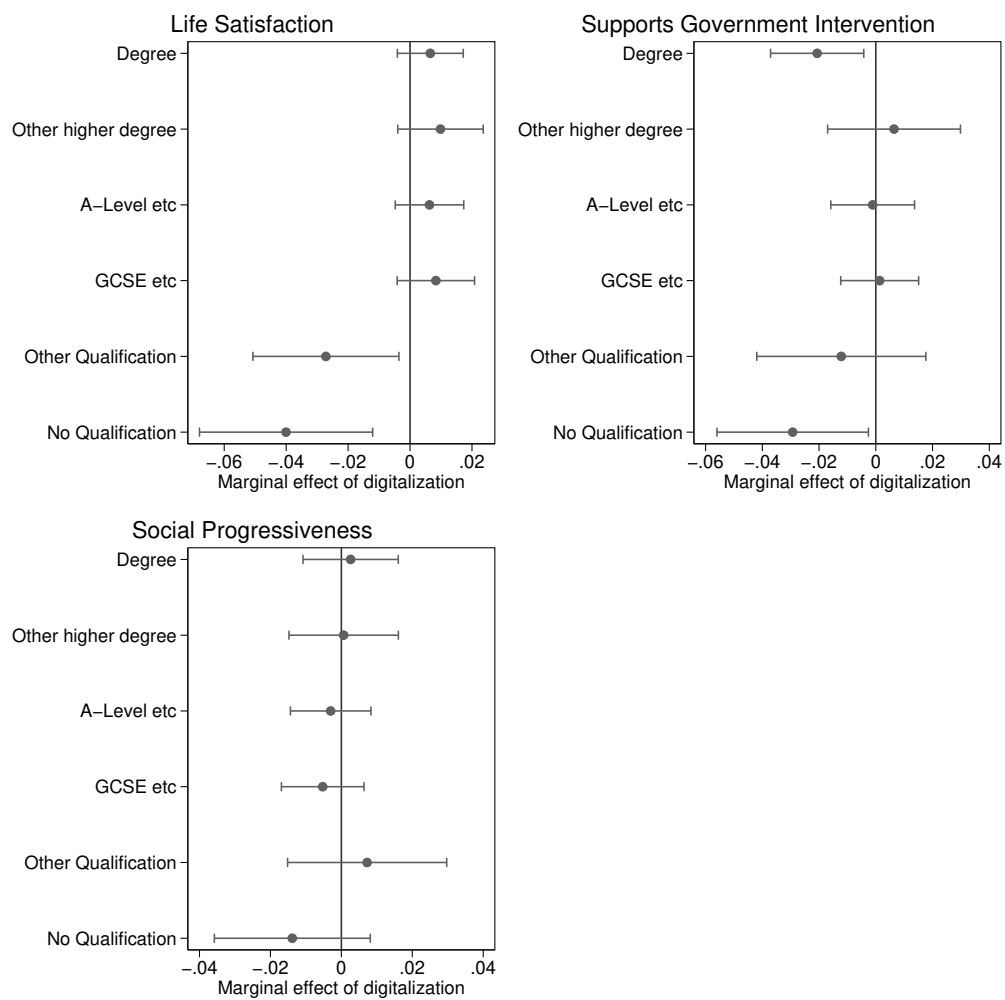 Life Satisfaction
Degree
Other higher degree
A−Level etc
GCSE etc
Other Qualification
No Qualification
−.06 −.04 −.02 0 .02
Marginal effect of digitalization
Supports Government Intervention
Degree
Other higher degree
A−Level etc
GCSE etc
Other Qualification
No Qualification
−.06 −.04 −.02 0 .02 .04
Marginal effect of digitalization
Social Progressiveness
Degree
Other higher degree
A−Level etc
GCSE etc
Other Qualification
No Qualification
−.04 −.02 0 .02 .04
Marginal effect of digitalization